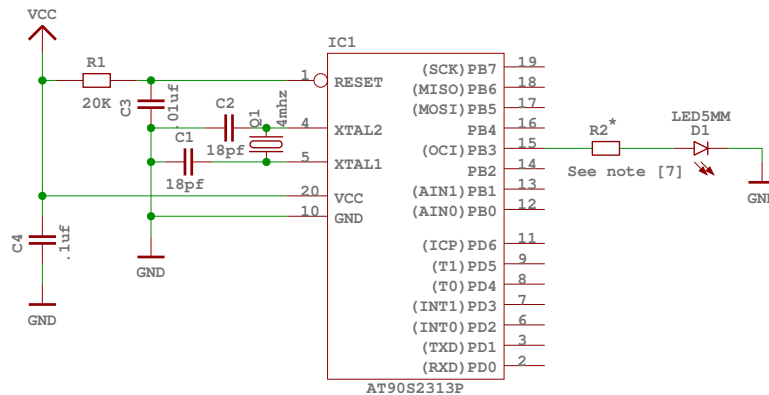 VCC
IC1
R1
20K
C3
.01uf
C2
18pf
Q1
4mhz
C1
18pf
C4
.1uf
GND
GND
1 RESET
4 XTAL2
5 XTAL1
20 VCC
10 GND
(SCK)PB7 19
(MISO)PB6 18
(MOSI)PB5 17
PB4 16
(OCI)PB3 15
PB2 14
(AIN1)PB1 13
(AIN0)PB0 12
(ICP)PD6 11
(T1)PD5 9
(T0)PD4 8
(INT1)PD3 7
(INT0)PD2 6
(TXD)PD1 3
(RXD)PD0 2
AT90S2313P
R2*
See note [7]
LED5MM
D1
GND